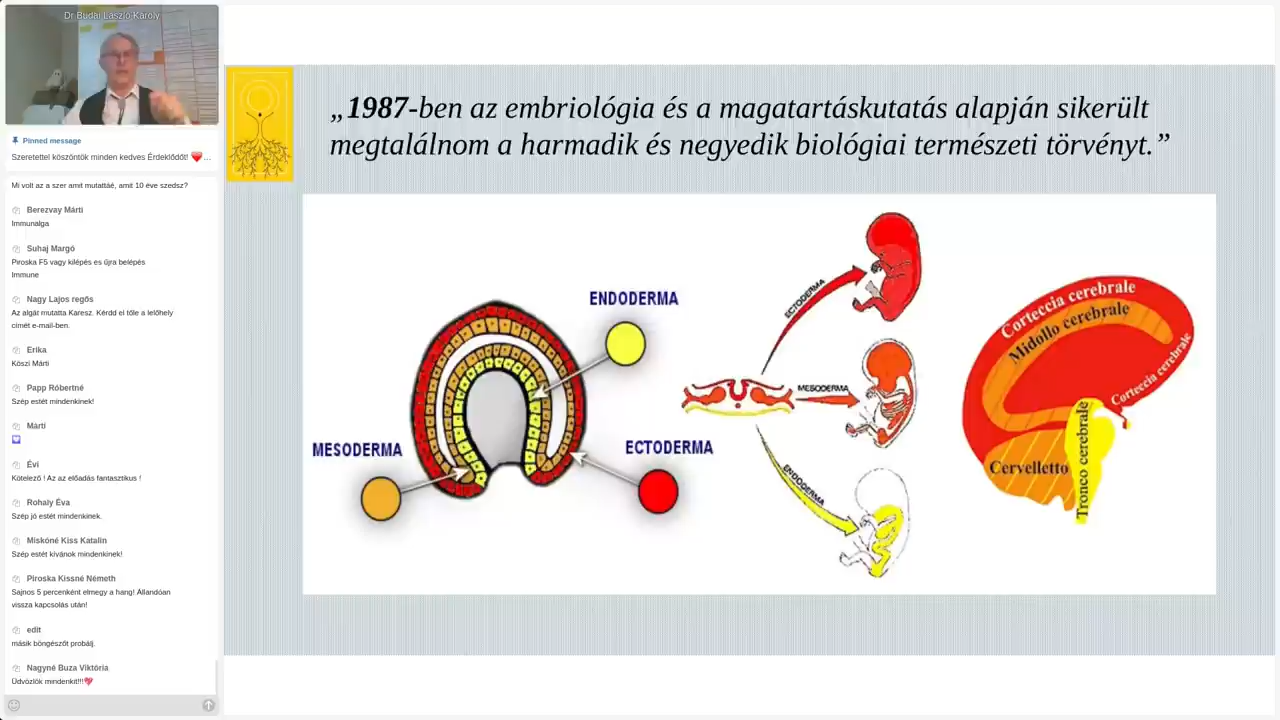 Dr Budai László Károly
Pinned message
Szeretettel köszöntök minden kedves Érdeklődőt! ❤️ ...
Mi volt az a szer amit mutattáé, amit 10 éve szedsz?
Berezvay Márti
Immunalga
Suhaj Margó
Piroska F5 vagy kilépés es űjra belépés
Immune
Nagy Lajos regős
Az algát mutatta Karesz. Kérdd el tőle a lelőhely
címét e-mail-ben.
Erika
Köszi Márti
Papp Róbertné
Szép estét mindenkinek!
Márti
Évi
Kötelező ! Az az előadás fantasztikus !
Rohaly Éva
Szép jó estét mindenkinek.
Miskóné Kiss Katalin
Szép estét kívánok mindenkinek!
Piroska Kissné Németh
Sajnos 5 percenként elmegy a hang! Állandóan
vissza kapcsolás után!
edit
másik böngészőt probálj.
Nagyné Buza Viktória
Üdvözlök mindenkit!!!💖
„1987-ben az embriológia és a magatartáskutatás alapján sikerült
megtalálnom a harmadik és negyedik biológiai természeti törvényt.”
ENDODERMA
MESODERMA
ECTODERMA
ECTODERMA
MESODERMA
ENDODERMA
Corteccia cerebrale
Midollo cerebrale
Corteccia cerebrale
Cervelletto
Tronco cerebrale